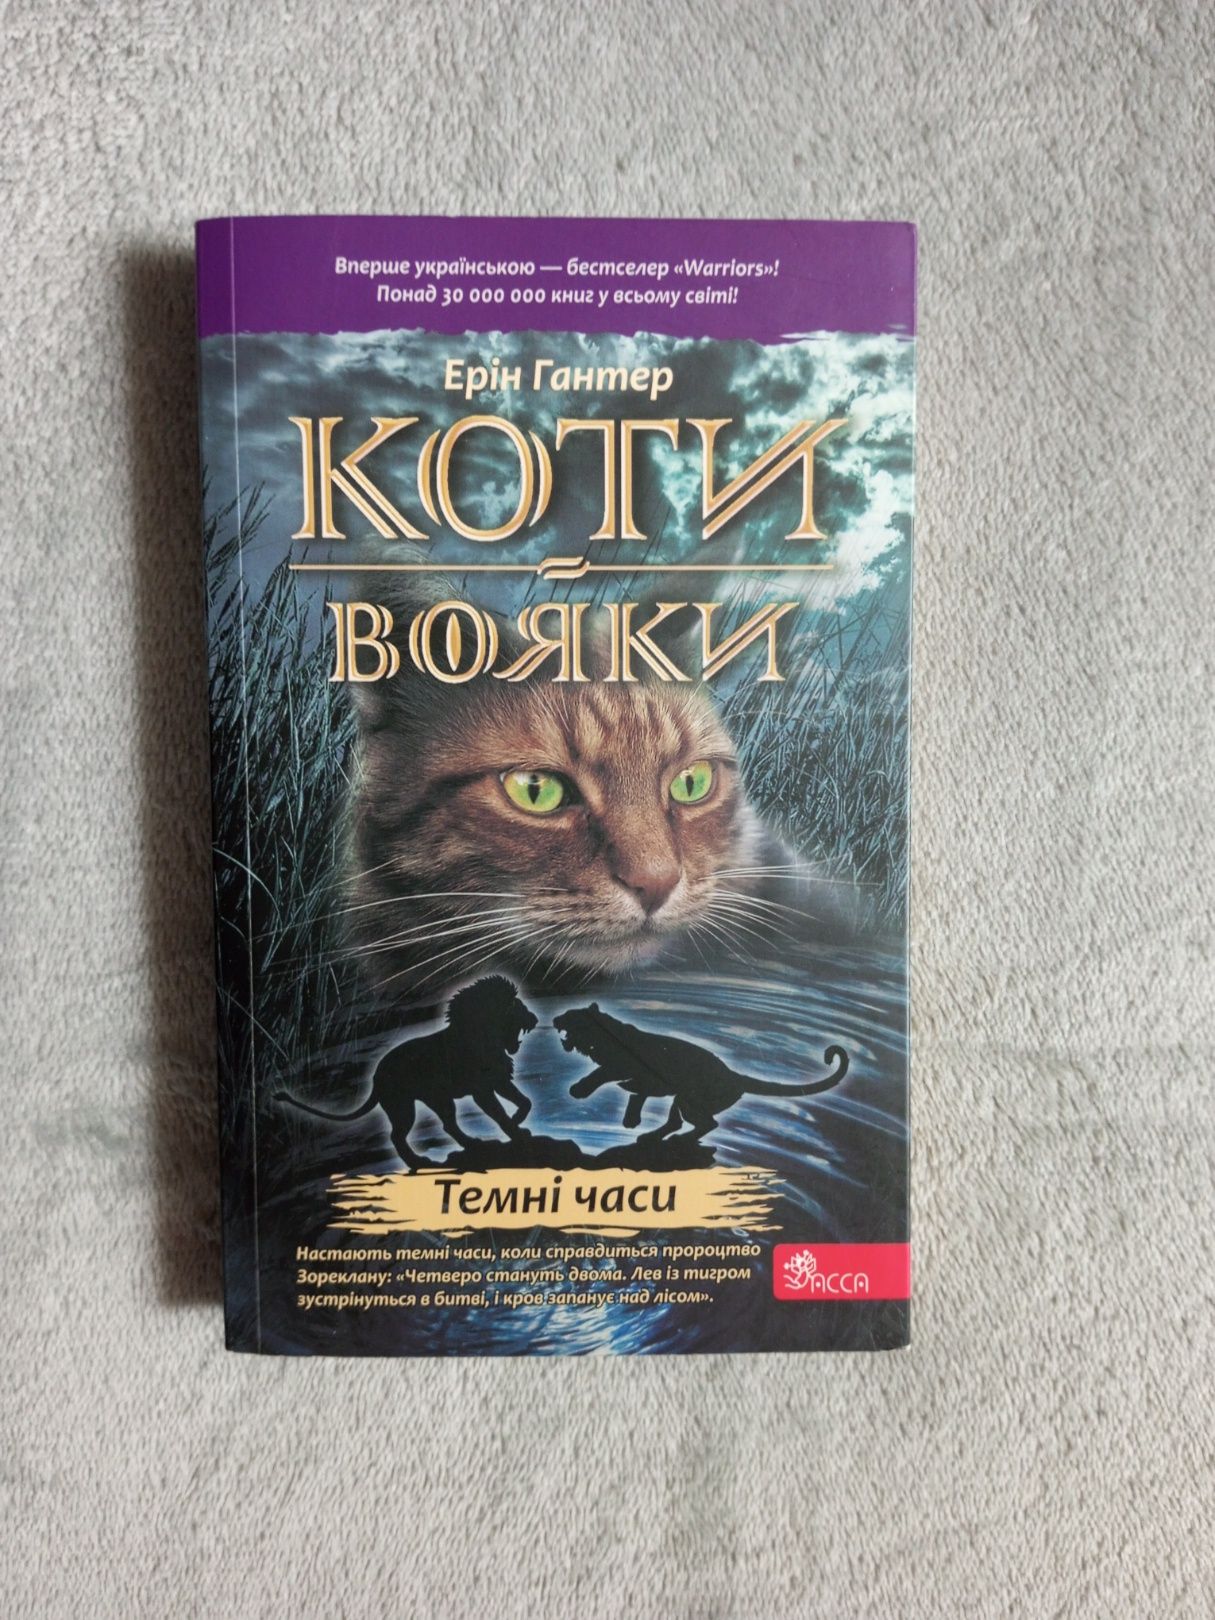 Вперше українською — бестселер «Warriors»!
Понад 30 000 000 книг у всьому світі!
Ерін Гантер
КОТИ
ВОЯКИ
Темні часи
Настають темні часи, коли справдиться пророцтво
Зореклану: «Четверо стануть двома. Лев із тигром
зустрінуться в битві, і кров запанує над лісом».
АССА